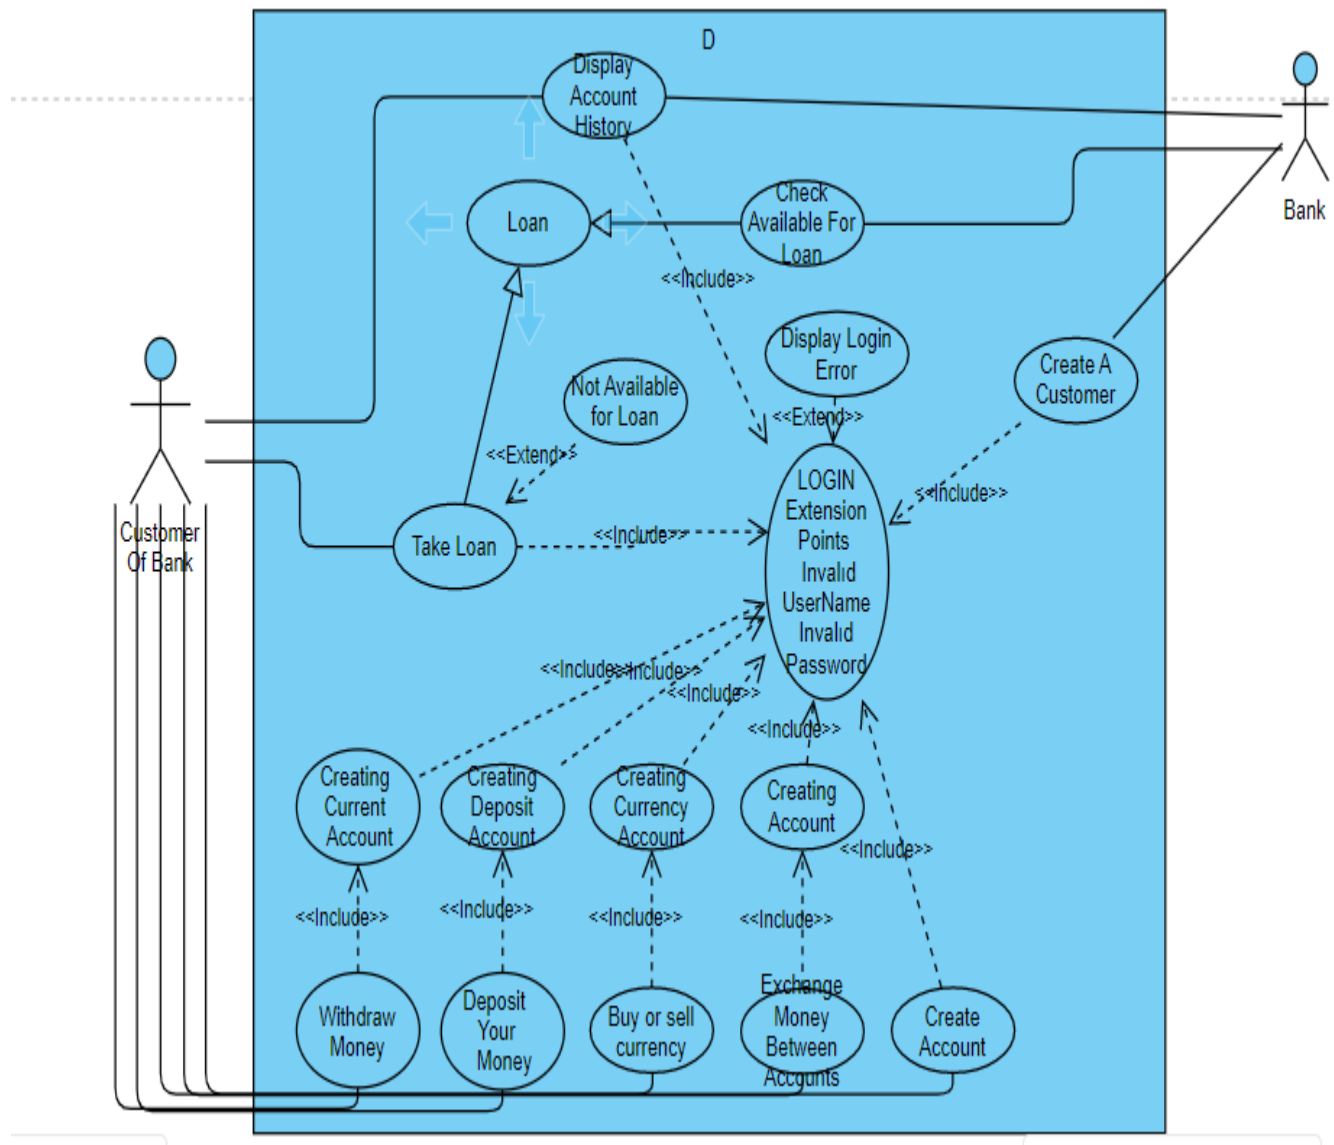 D
Display
Account
History
Bank
Loan
Check
Available For
Loan
<<Include>>
Display Login
Error
Create A
Customer
Not Available
for Loan
<<Extend>>
<<Extend>>
LOGIN
Extension
Points
Invalid
UserName
Invalid
Password
<<Include>>
Customer
Of Bank
Take Loan
<<Include>>
<<Include>>
<<Include>>
<<Include>>
<<Include>>
Creating
Current
Account
Creating
Deposit
Account
Creating
Currency
Account
Creating
Account
<<Include>>
<<Include>>
<<Include>>
<<Include>>
<<Include>>
Withdraw
Money
Deposit
Your
Money
Buy or sell
currency
Exchange
Money
Between
Accounts
Create
Account